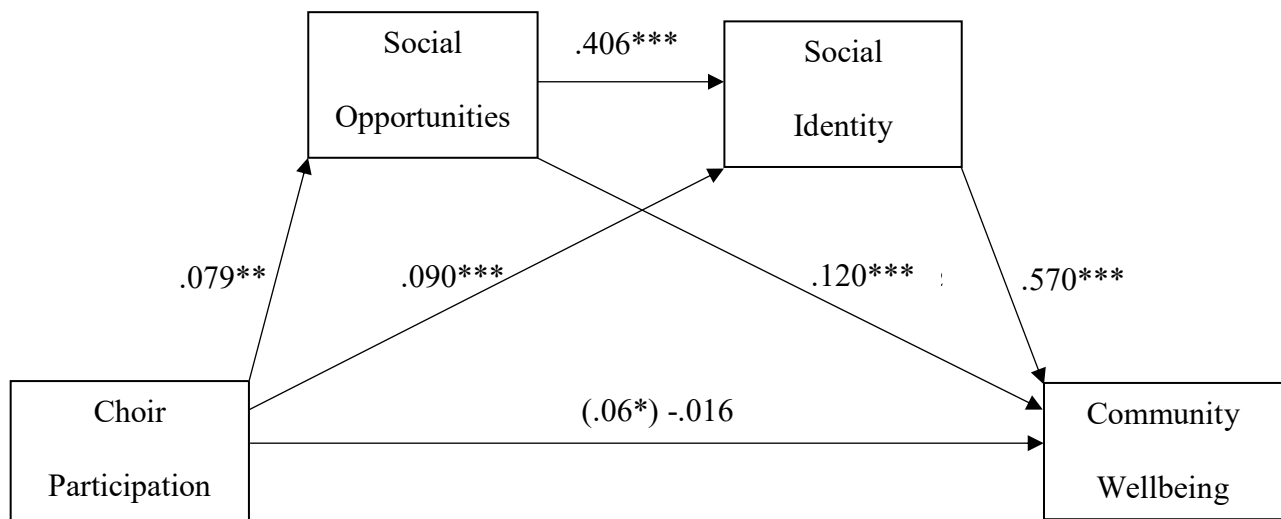 Social
Opportunities
.406***
Social
Identity
.079**
.090***
.120***
.570***
Choir
Participation
(.06*) -.016
Community
Wellbeing